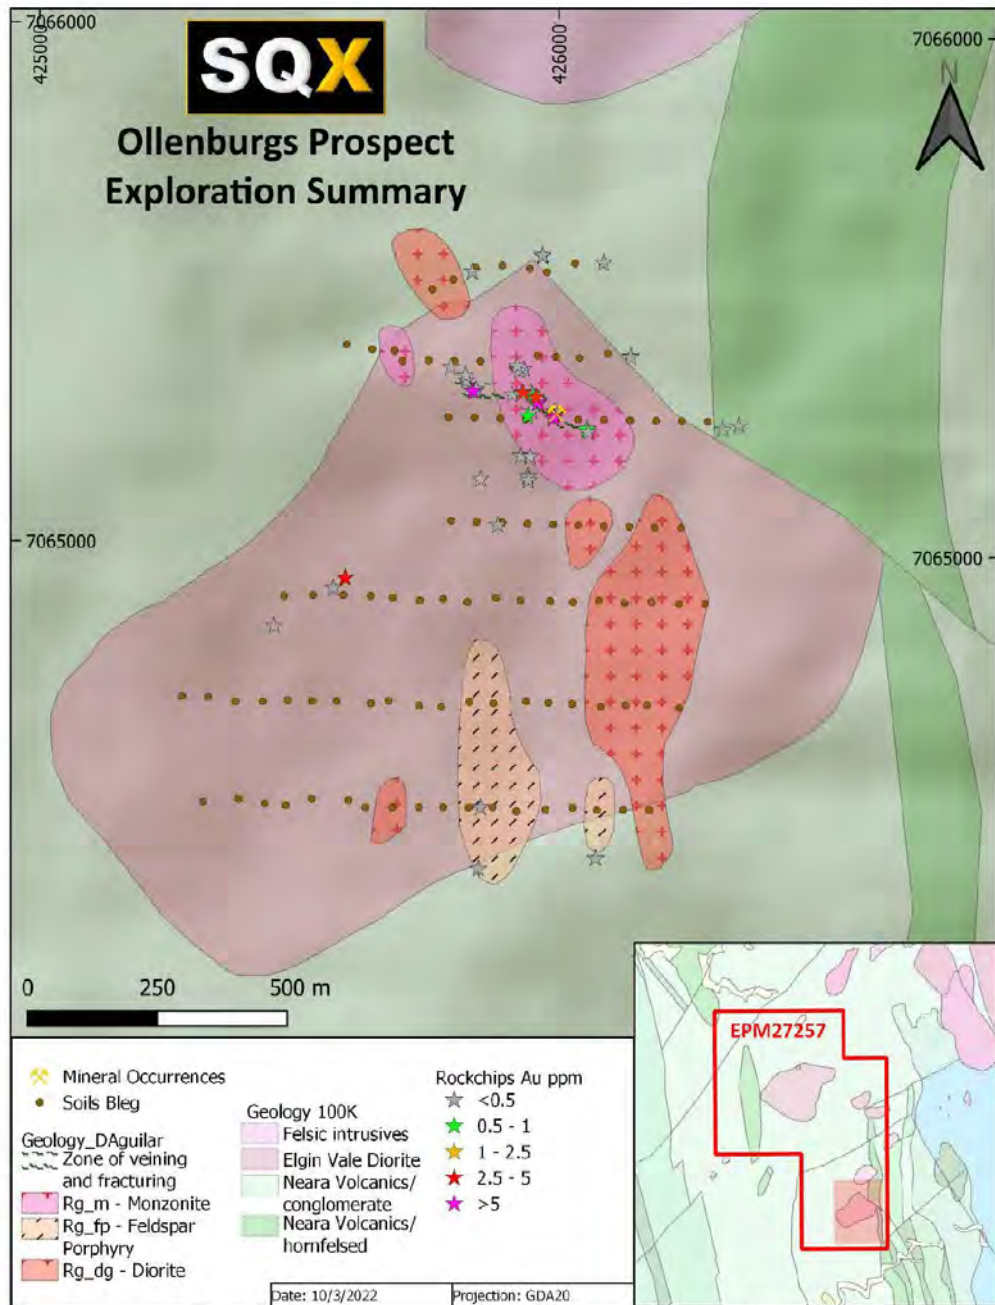 7066000
425000
426000
7066000
N
SQX
Ollenburgs Prospect
Exploration Summary
7065000
7065000
0 250 500 m
EPM27257
Mineral Occurrences
Soils Bleg
Geology_DAguilar
Zone of veining
and fracturing
Rg_m - Monzonite
Rg_fp - Feldspar
Porphyry
Rg_dg - Diorite
Geology 100K
Felsic intrusives
Elgin Vale Diorite
Neara Volcanics/
conglomerate
Neara Volcanics/
hornfelsed
Rockchips Au ppm
<0.5
0.5 - 1
1 - 2.5
2.5 - 5
>5
Date: 10/3/2022
Projection: GDA20